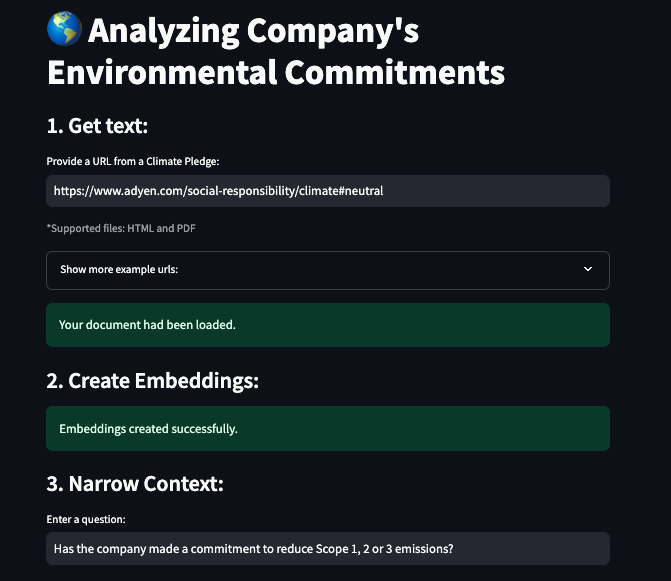 🌎 Analyzing Company's
Environmental Commitments
1. Get text:
Provide a URL from a Climate Pledge:
https://www.adyen.com/social-responsibility/climate#neutral
*Supported files: HTML and PDF
Show more example urls:
Your document had been loaded.
2. Create Embeddings:
Embeddings created successfully.
3. Narrow Context:
Enter a question:
Has the company made a commitment to reduce Scope 1, 2 or 3 emissions?